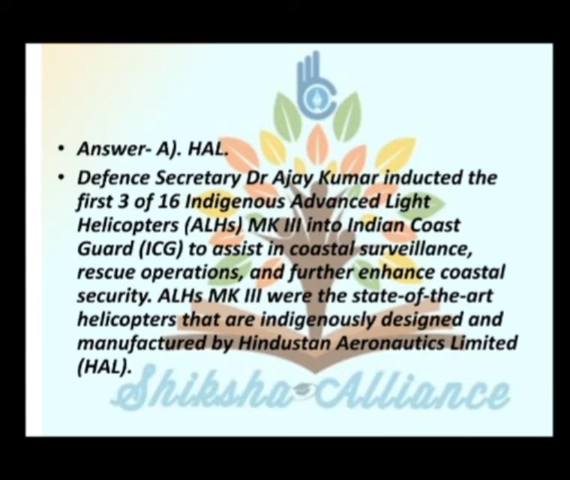 • Answer- A). HAL.
• Defence Secretary Dr Ajay Kumar inducted the
first 3 of 16 Indigenous Advanced Light
Helicopters (ALHs) MK III into Indian Coast
Guard (ICG) to assist in coastal surveillance,
rescue operations, and further enhance coastal
security. ALHs MK III were the state-of-the-art
helicopters that are indigenously designed and
manufactured by Hindustan Aeronautics Limited
(HAL).
Shiksha Alliance